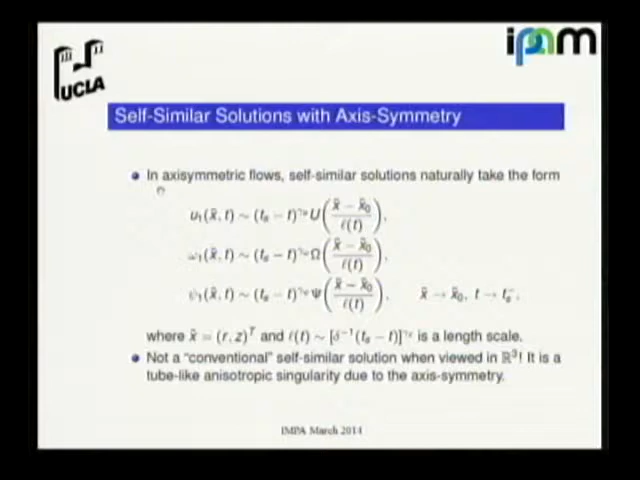 UCLA
ipam
Self-Similar Solutions with Axis-Symmetry
• In axisymmetric flows, self-similar solutions naturally take the form
u₁(x̃, t) ∼ (tₛ − t)^{γᵤ} U( (x̃ − x̃₀) / ℓ(t) ),
ω₁(x̃, t) ∼ (tₛ − t)^{γ_ω} Ω( (x̃ − x̃₀) / ℓ(t) ),
ψ₁(x̃, t) ∼ (tₛ − t)^{γ_ψ} Ψ( (x̃ − x̃₀) / ℓ(t) ), x̃ → x̃₀, t → tₛ⁻,
where x̃ = (r, z)ᵀ and ℓ(t) ∼ [δ⁻¹(tₛ − t)]^{γ_ℓ} is a length scale.
• Not a "conventional" self-similar solution when viewed in ℝ³! It is a
tube-like anisotropic singularity due to the axis-symmetry.
IMPA March 2014